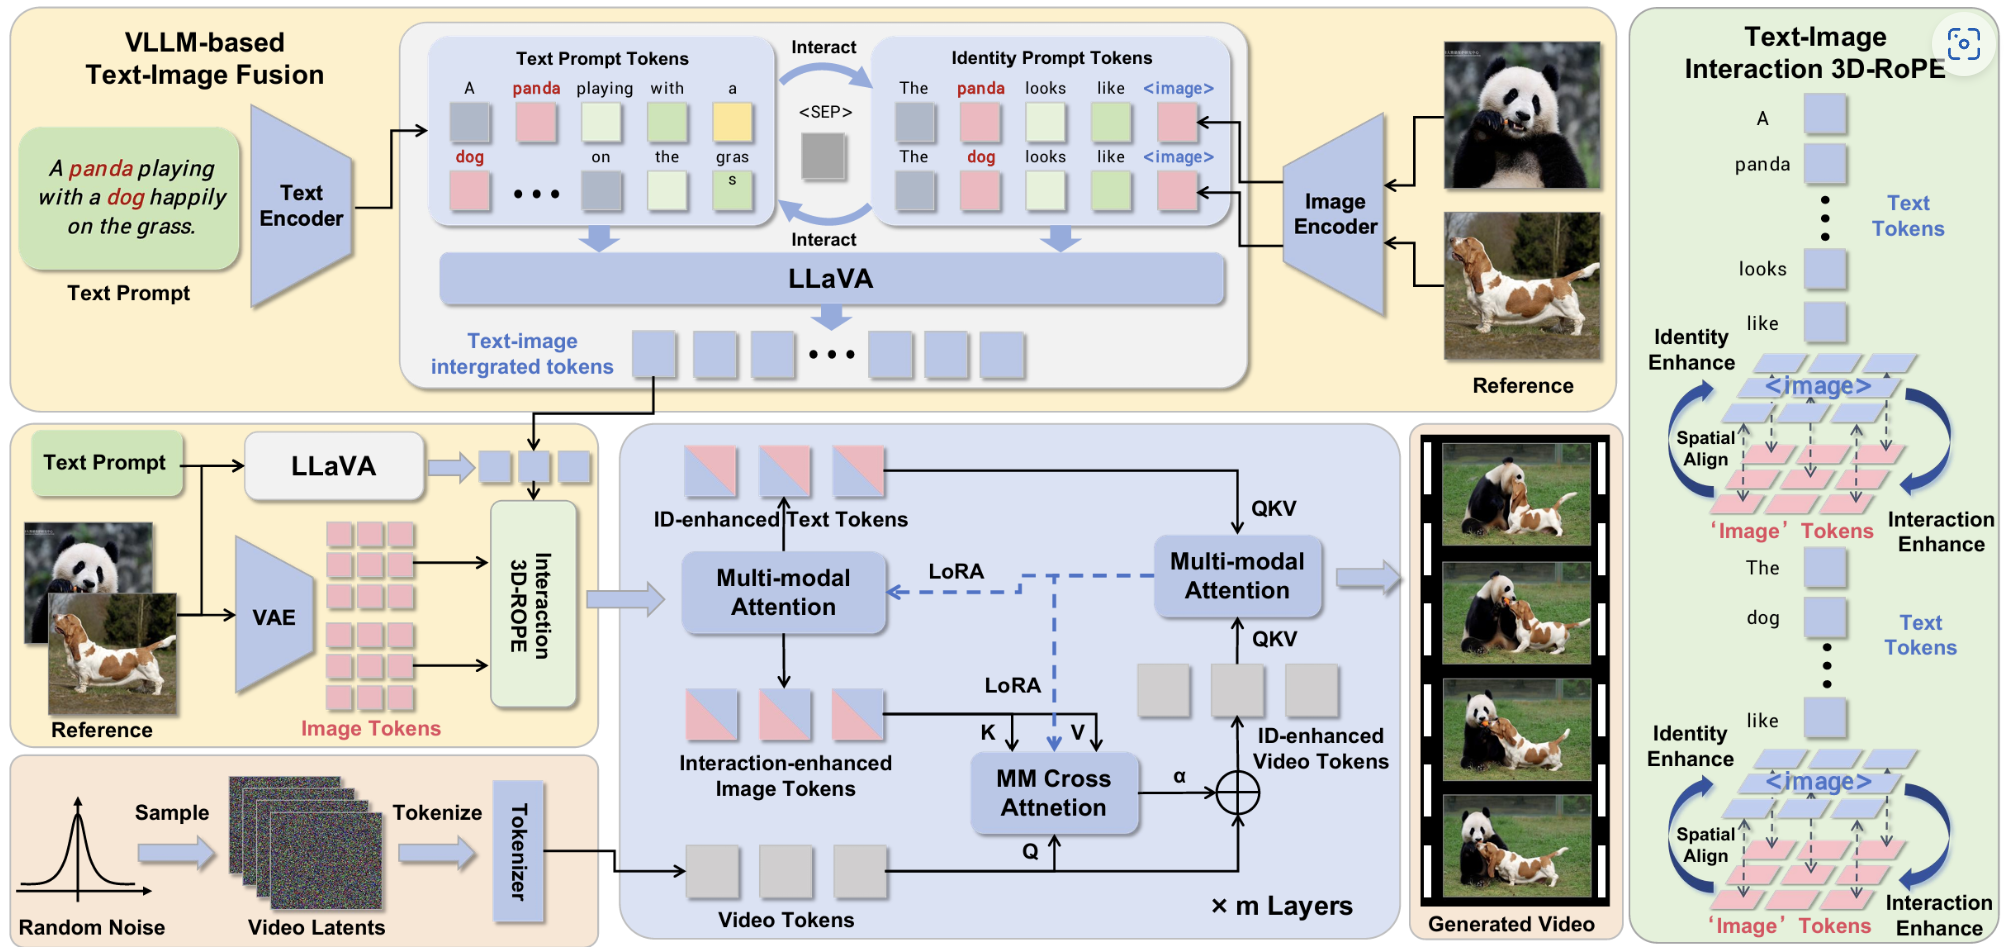 VLLM-based
Text-Image Fusion
A panda playing
with a dog happily
on the grass.
Text Prompt
Text
Encoder
Text Prompt Tokens
A panda playing with a
dog on the gras
s
Interact
<SEP>
Interact
Identity Prompt Tokens
The panda looks like <image>
The dog looks like <image>
LLaVA
Text-image
intergrated tokens
Image
Encoder
Reference
Text Prompt
LLaVA
VAE
Reference
Image Tokens
Interaction
3D-ROPE
Random Noise
Sample
Video Latents
Tokenize
Tokenizer
ID-enhanced Text Tokens
Multi-modal
Attention
LoRA
QKV
Multi-modal
Attention
QKV
LoRA
Interaction-enhanced
Image Tokens
K
V
MM Cross
Attnetion
α
Q
ID-enhanced
Video Tokens
Video Tokens
× m Layers
Generated Video
Text-Image
Interaction 3D-RoPE
A
panda
Text
Tokens
looks
like
Identity
Enhance
<image>
Spatial
Align
'Image' Tokens
Interaction
Enhance
The
dog
Text
Tokens
like
Identity
Enhance
<image>
Spatial
Align
'Image' Tokens
Interaction
Enhance